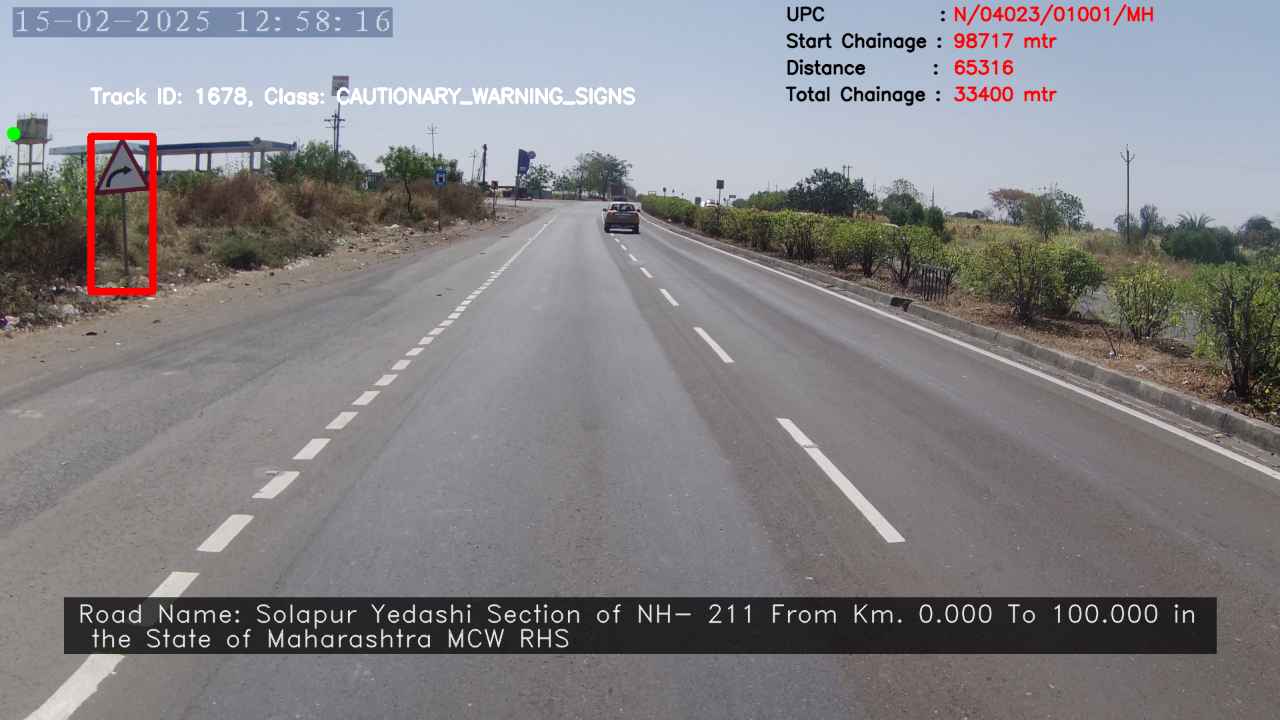 15-02-2025 12:58:16
UPC : N/04023/01001/MH
Start Chainage : 98717 mtr
Distance : 65316
Total Chainage : 33400 mtr
Track ID: 1678, Class: CAUTIONARY_WARNING_SIGNS
Road Name: Solapur Yedashi Section of NH- 211 From Km. 0.000 To 100.000 in
the State of Maharashtra MCW RHS